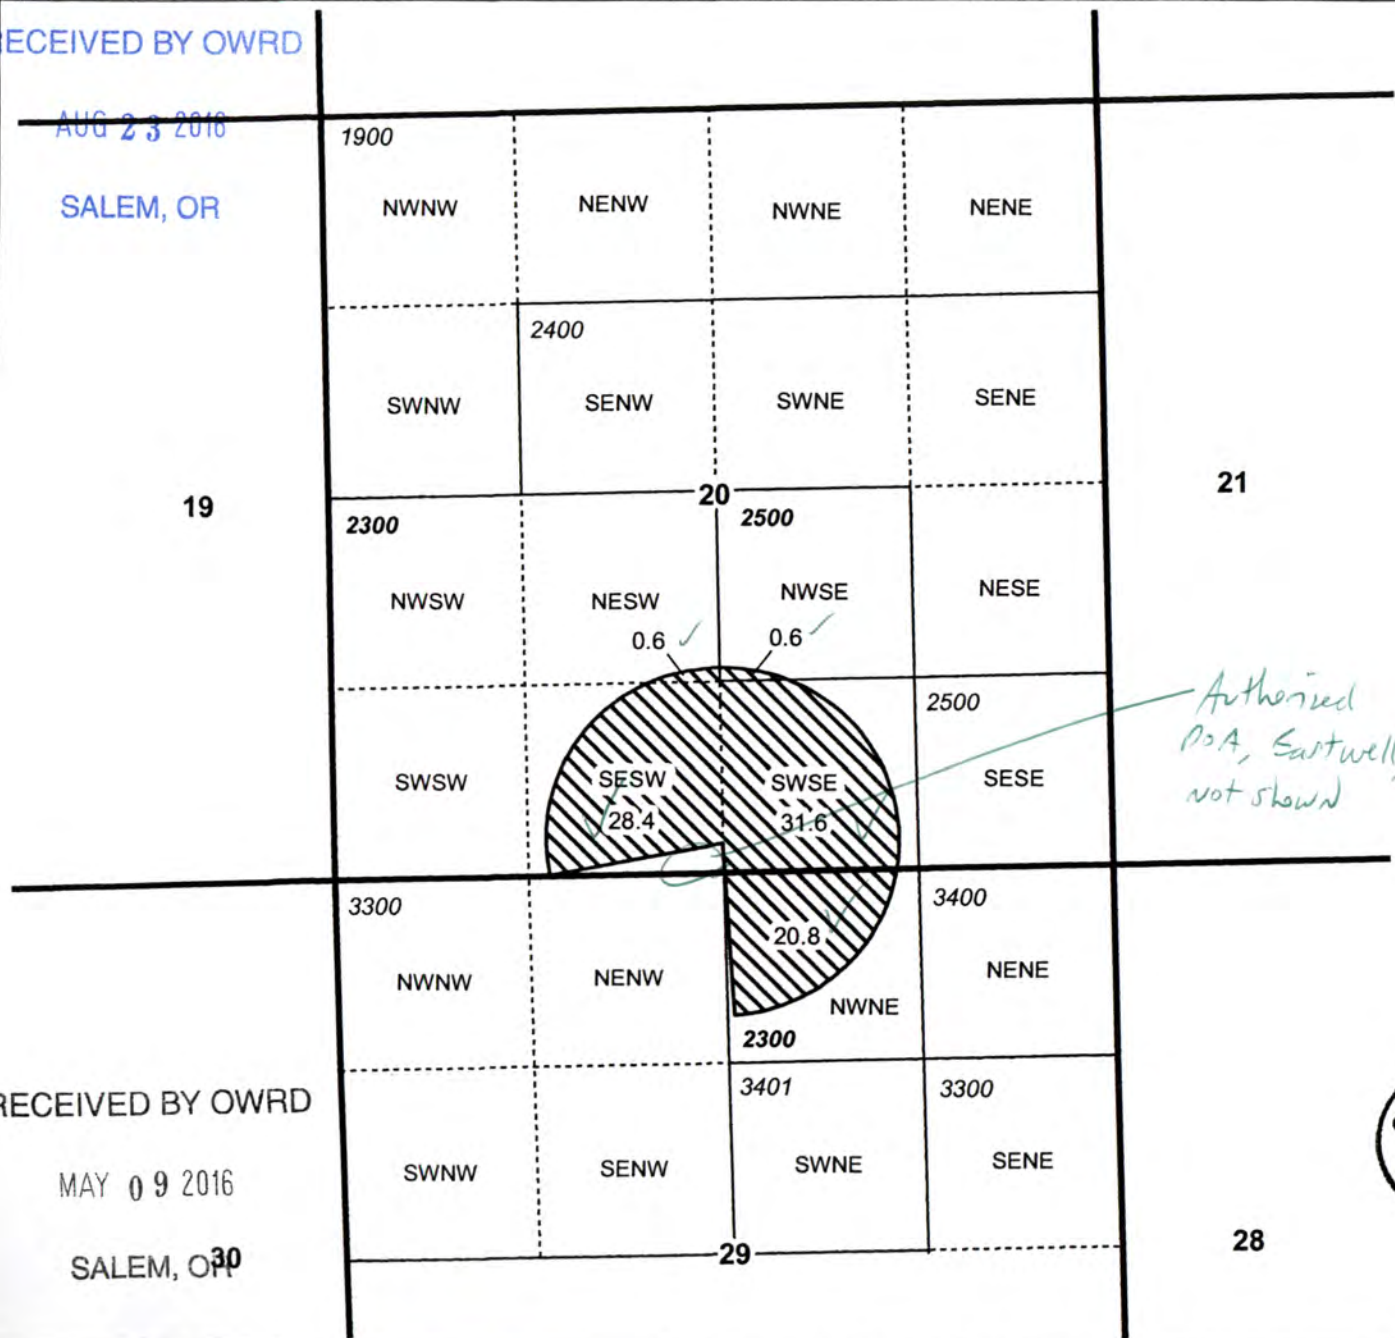 RECEIVED BY OWRD
AUG 23 2016
SALEM, OR
1900
NWNW NENW NWNE NENE
2400
SWNW SENW SWNE SENE
19 20 21
2300 2500
NWSW NESW NWSE NESE
0.6 0.6
2500
Authorized
POA, Eastwell,
not shown
SWSW SESW SWSE SESE
28.4 31.6
3300 3400
20.8
NWNW NENW NWNE NENE
2300
3401 3300
RECEIVED BY OWRD
SWNW SENW SWNE SENE
MAY 09 2016
SALEM, OR 30 29 28